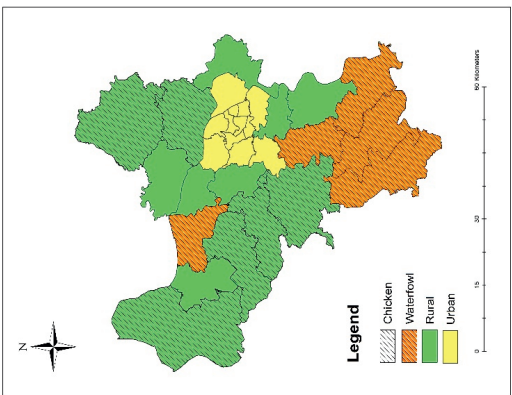 N
Legend
Chicken
Waterfowl
Rural
Urban
0 15 30 60 Kilometers